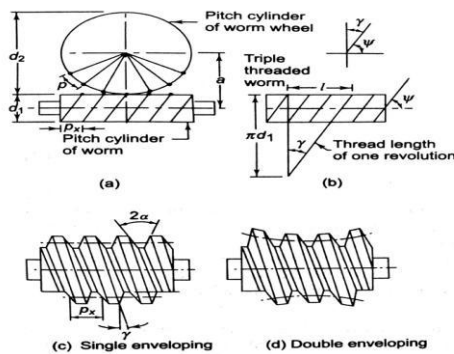 Pitch cylinder
of worm wheel
d₂
p
a
d₁
pₓ
Pitch cylinder
of worm
(a)
γ
ψ
Triple
threaded
worm
l
ψ
πd₁
γ
Thread length
of one revolution
(b)
2α
pₓ
γ
(c) Single enveloping
(d) Double enveloping